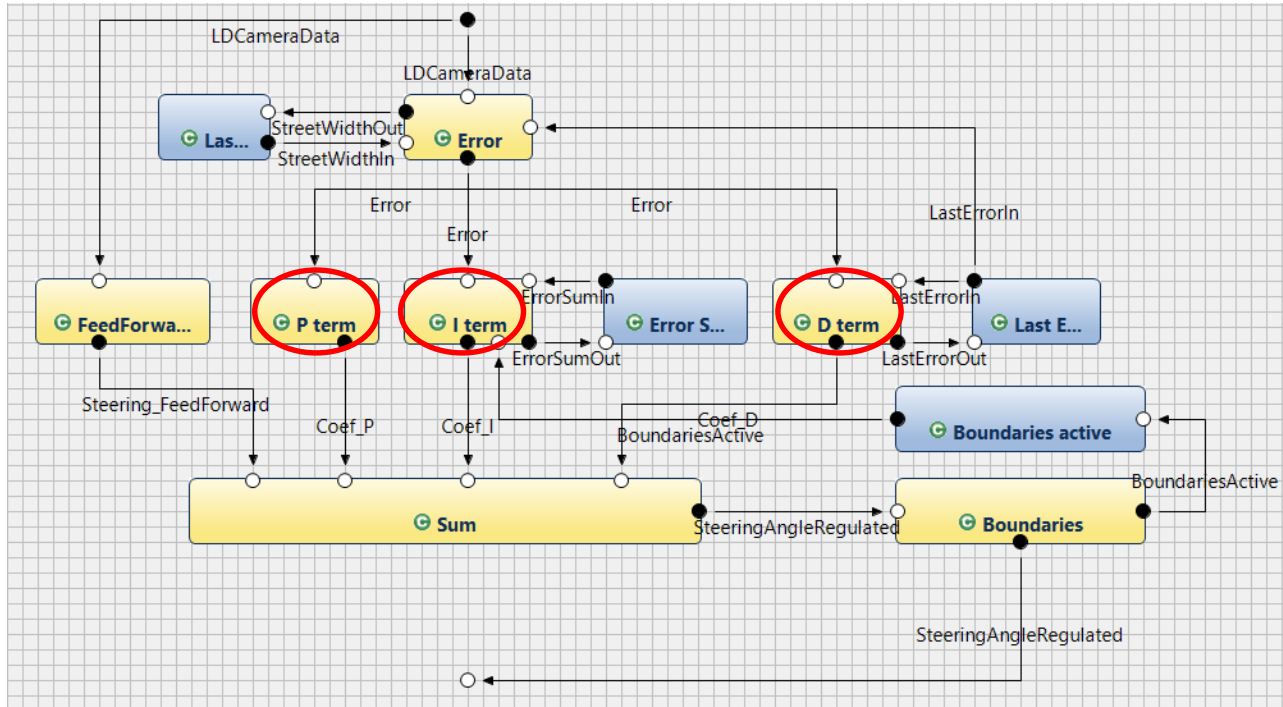 LDCameraData
LDCameraData
Las...
StreetWidthOut
Error
StreetWidthIn
Error
Error
LastErrorIn
Error
ErrorSumIn
LastErrorIn
FeedForwa...
P term
I term
Error S...
D term
Last E...
ErrorSumOut
LastErrorOut
Steering_FeedForward
Coef_P
Coef_I
Coef_D
BoundariesActive
Boundaries active
BoundariesActive
Sum
SteeringAngleRegulated
Boundaries
SteeringAngleRegulated